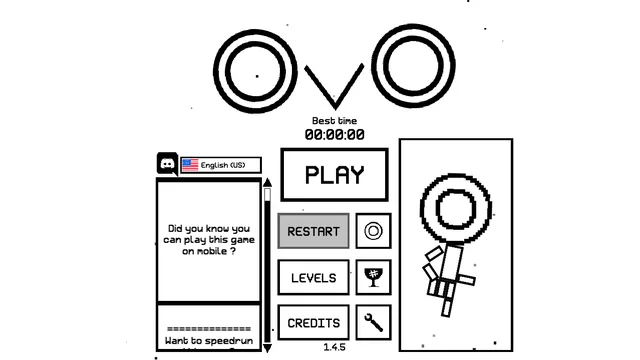 OVO
Best time
00:00:00
English (US)
PLAY
Did you know you
can play this game
on mobile ?
RESTART
LEVELS
CREDITS
==============
Want to speedrun
1.4.5